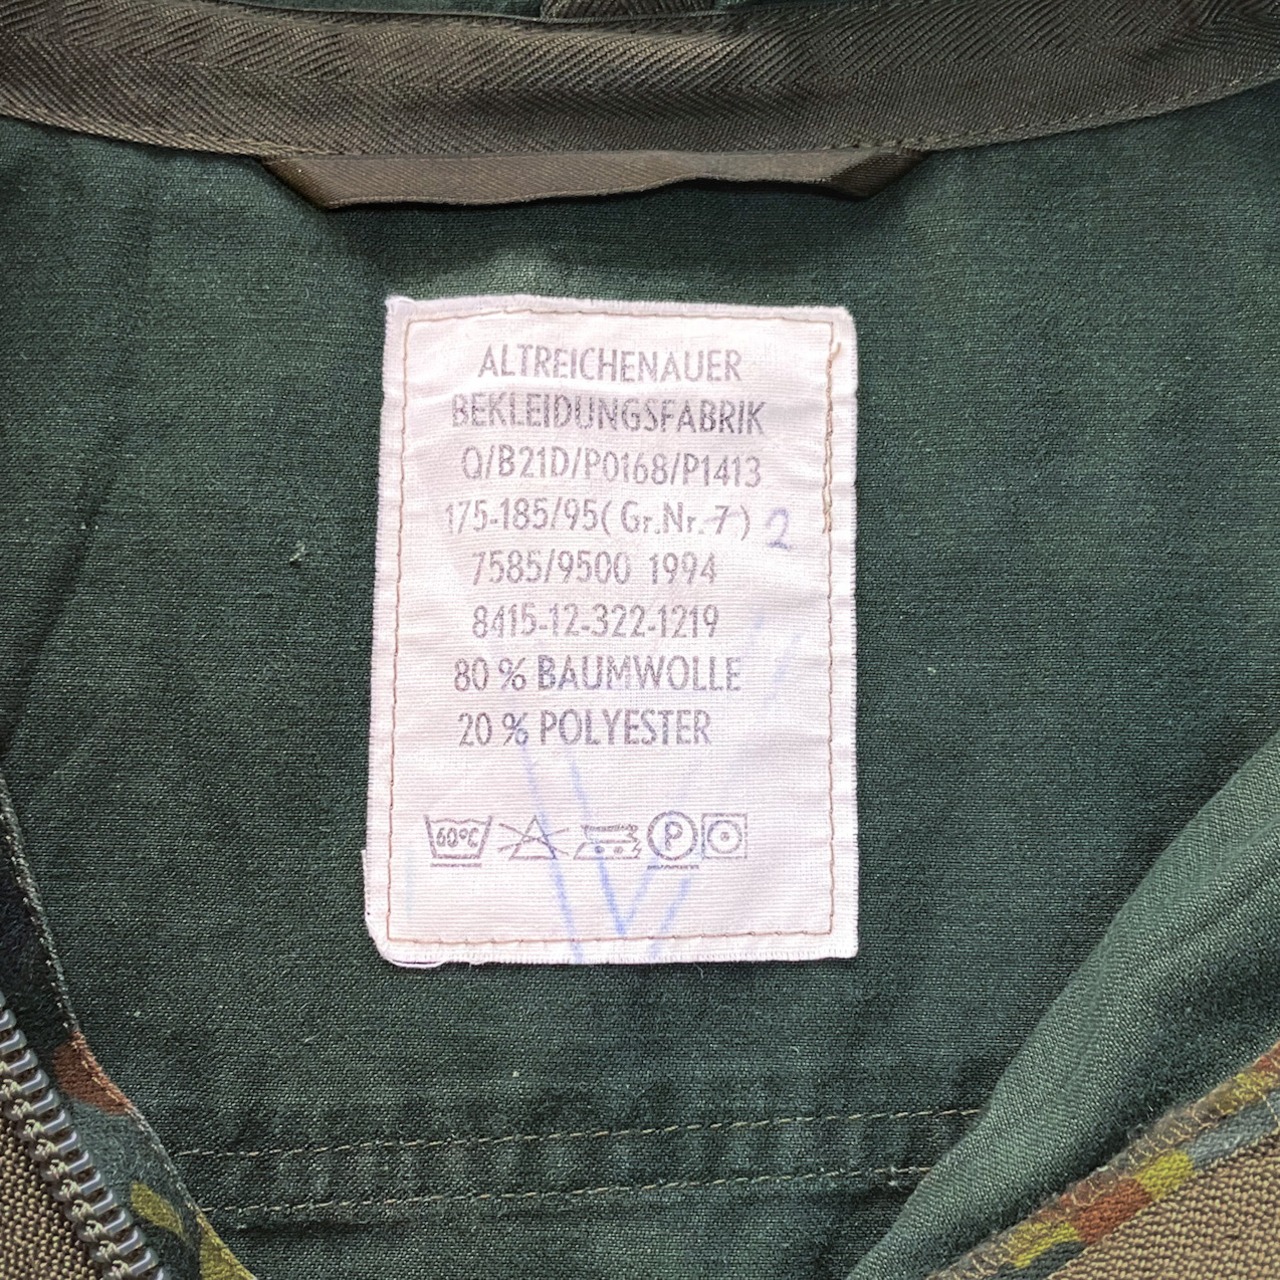 ALTREICHENAUER
BEKLEIDUNGSFABRIK
Q/B21D/P0168/P1413
175-185/95(Gr.Nr.7) 2
7585/9500 1994
8415-12-322-1219
80 % BAUMWOLLE
20 % POLYESTER
60°C P